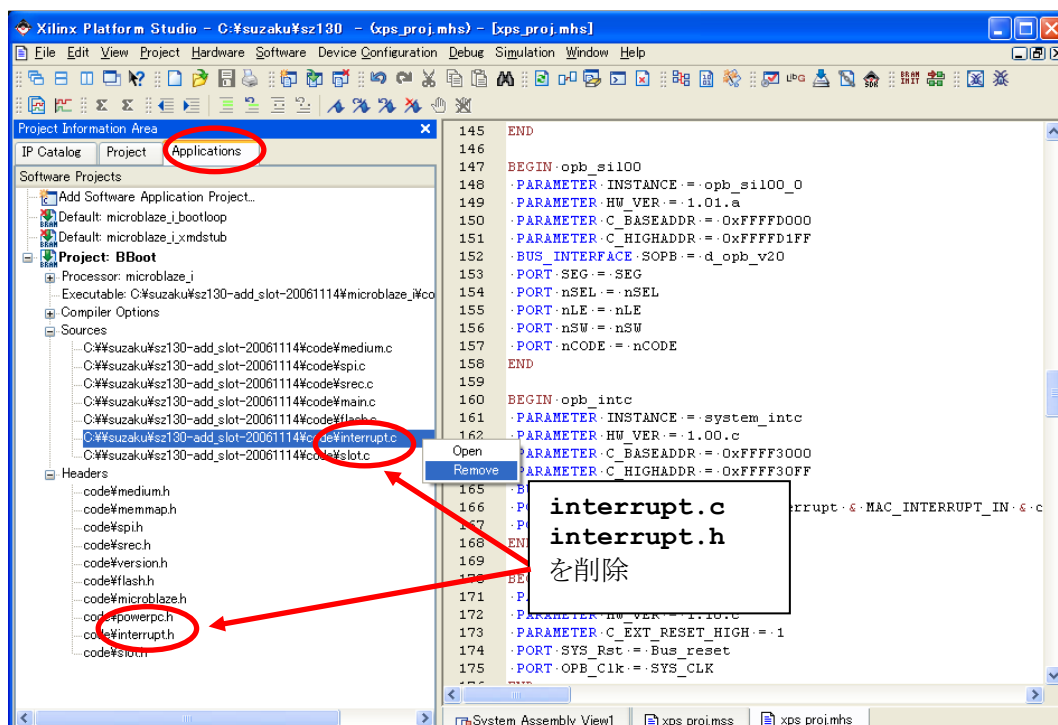 Xilinx Platform Studio - C:¥suzaku¥sz130 - (xps_proj.mhs) - [xps_proj.mhs]
File Edit View Project Hardware Software Device Configuration Debug Simulation Window Help
Project Information Area
IP Catalog Project Applications
Software Projects
Add Software Application Project...
Default: microblaze_i_bootloop
Default: microblaze_i_xmdstub
Project: BBoot
Processor: microblaze_i
Executable: C:¥suzaku¥sz130-add_slot-20061114¥microblaze_i¥co
Compiler Options
Sources
C:¥¥suzaku¥sz130-add_slot-20061114¥code¥medium.c
C:¥¥suzaku¥sz130-add_slot-20061114¥code¥spi.c
C:¥¥suzaku¥sz130-add_slot-20061114¥code¥srec.c
C:¥¥suzaku¥sz130-add_slot-20061114¥code¥main.c
C:¥¥suzaku¥sz130-add_slot-20061114¥code¥flash.c
C:¥¥suzaku¥sz130-add_slot-20061114¥code¥interrupt.c
C:¥¥suzaku¥sz130-add_slot-20061114¥code¥slot.c
Headers
code¥medium.h
code¥memmap.h
code¥spi.h
code¥srec.h
code¥version.h
code¥flash.h
code¥microblaze.h
code¥powerpc.h
code¥interrupt.h
code¥slot.h
Open
Remove
145 END
146
147 BEGIN opb_sil00
148 PARAMETER INSTANCE = opb_sil00_0
149 PARAMETER HW_VER = 1.01.a
150 PARAMETER C_BASEADDR = 0xFFFFD000
151 PARAMETER C_HIGHADDR = 0xFFFFD1FF
152 BUS_INTERFACE SOPB = d_opb_v20
153 PORT SEG = SEG
154 PORT nSEL = nSEL
155 PORT nLE = nLE
156 PORT nSW = nSW
157 PORT nCODE = nCODE
158 END
159
160 BEGIN opb_intc
161 PARAMETER INSTANCE = system_intc
162 PARAMETER HW_VER = 1.00.c
PARAMETER C_BASEADDR = 0xFFFF3000
PARAMETER C_HIGHADDR = 0xFFFF30FF
165
166 errupt & MAC_INTERRUPT_IN & c
167
168
169
170
171
172 PARAMETER HW_VER = 1.10.c
173 PARAMETER C_EXT_RESET_HIGH = 1
174 PORT SYS_Rst = Bus_reset
175 PORT OPB_Clk = SYS_CLK
interrupt.c
interrupt.h
を削除
System Assembly View1 xps_proj.mss xps_proj.mhs